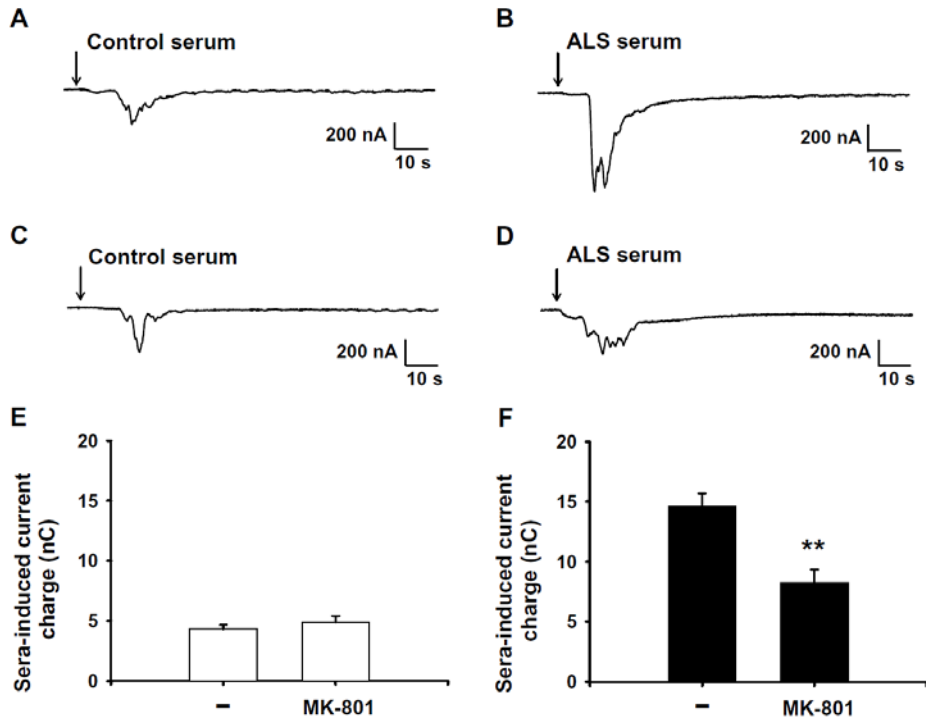 A
Control serum
200 nA
10 s
B
ALS serum
200 nA
10 s
C
Control serum
200 nA
10 s
D
ALS serum
200 nA
10 s
E
Sera-induced current
charge (nC)
20
15
10
5
0
–
MK-801
F
Sera-induced current
charge (nC)
20
15
10
5
0
**
–
MK-801